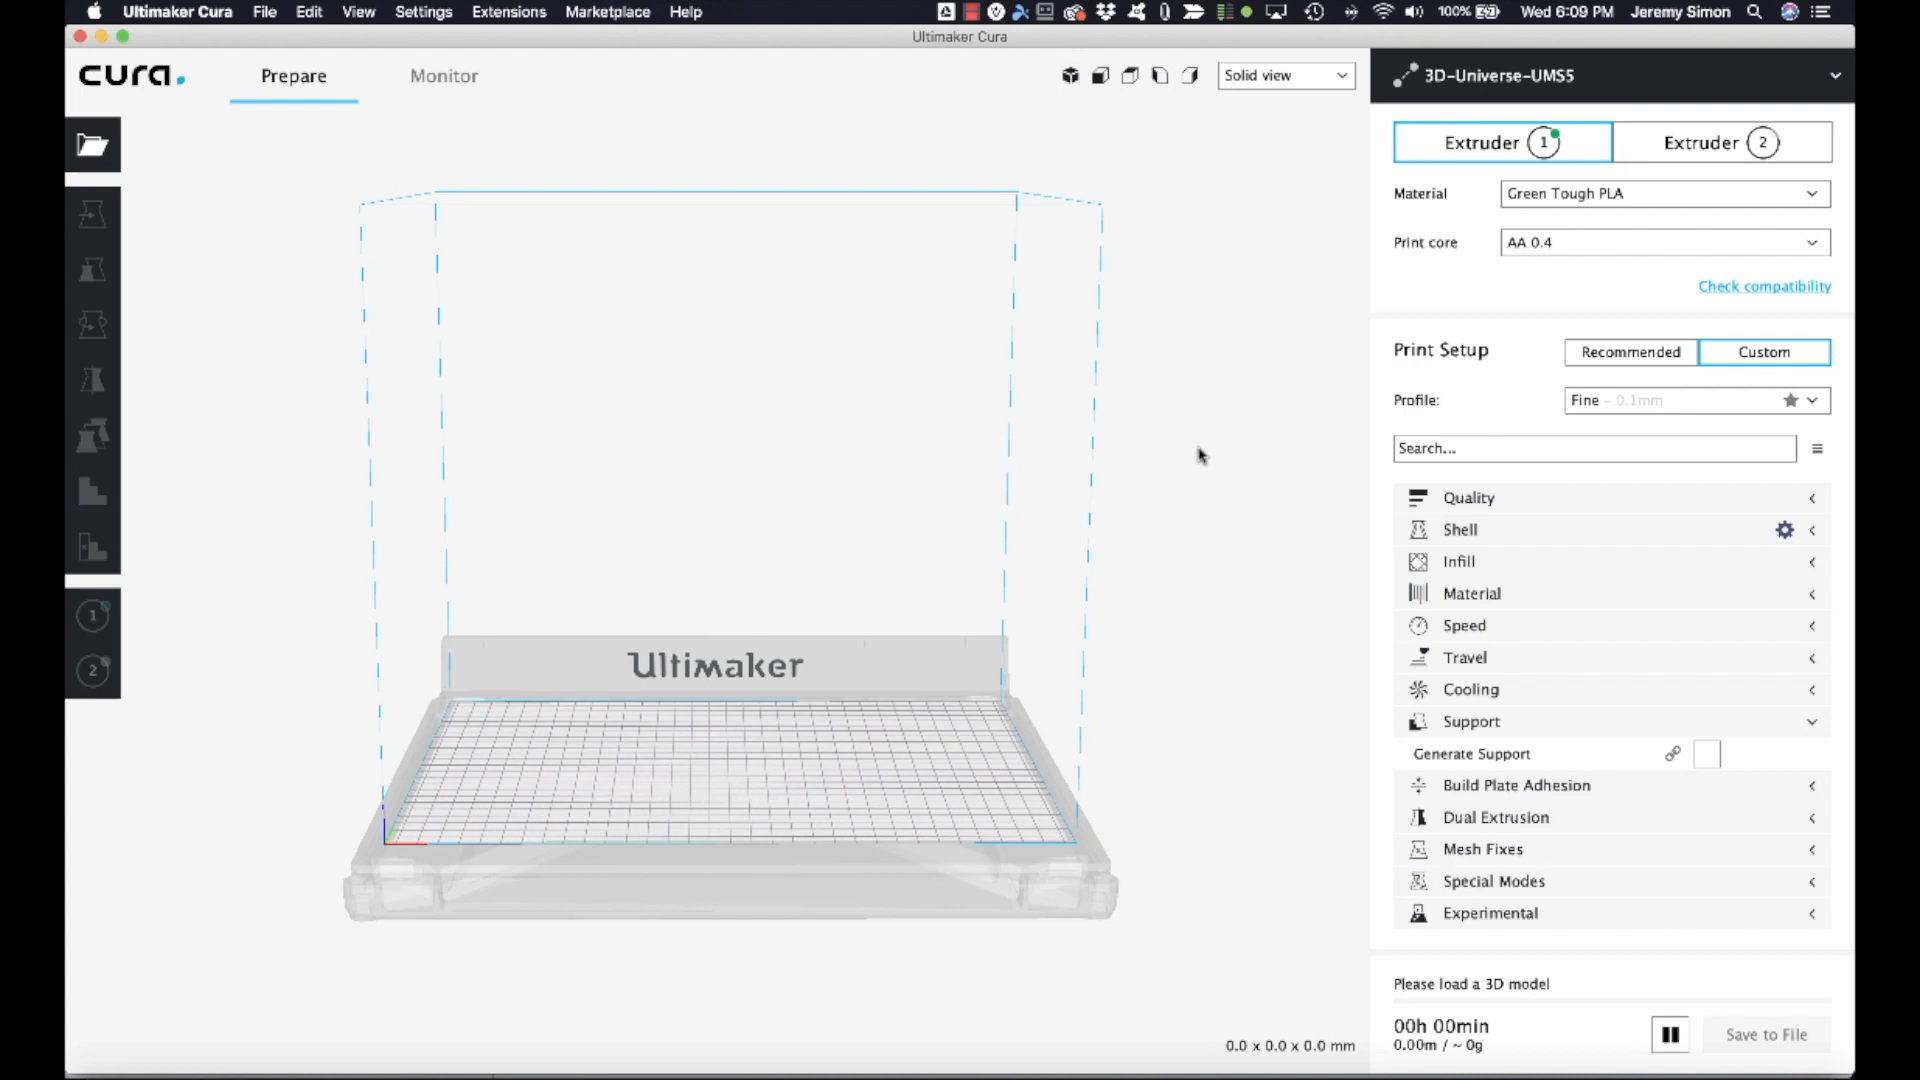 Ultimaker Cura File Edit View Settings Extensions Marketplace Help 100% Wed 6:09 PM Jeremy Simon
Ultimaker Cura
cura.
Prepare
Monitor
Solid view
3D-Universe-UMS5
Extruder 1
Extruder 2
Material
Green Tough PLA
Print core
AA 0.4
Check compatibility
Print Setup
Recommended
Custom
Profile:
Fine - 0.1mm
Search...
Quality
Shell
Infill
Material
Speed
Travel
Cooling
Support
Generate Support
Build Plate Adhesion
Dual Extrusion
Mesh Fixes
Special Modes
Experimental
1
2
Ultimaker
0.0 x 0.0 x 0.0 mm
Please load a 3D model
00h 00min
0.00m / ~ 0g
Save to File